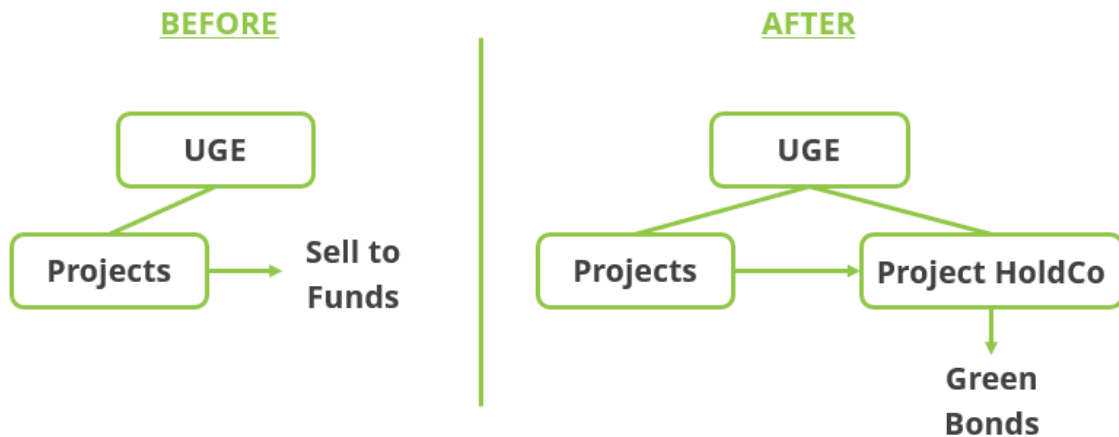 BEFORE
UGE
Projects
Sell to
Funds
AFTER
UGE
Projects
Project HoldCo
Green
Bonds